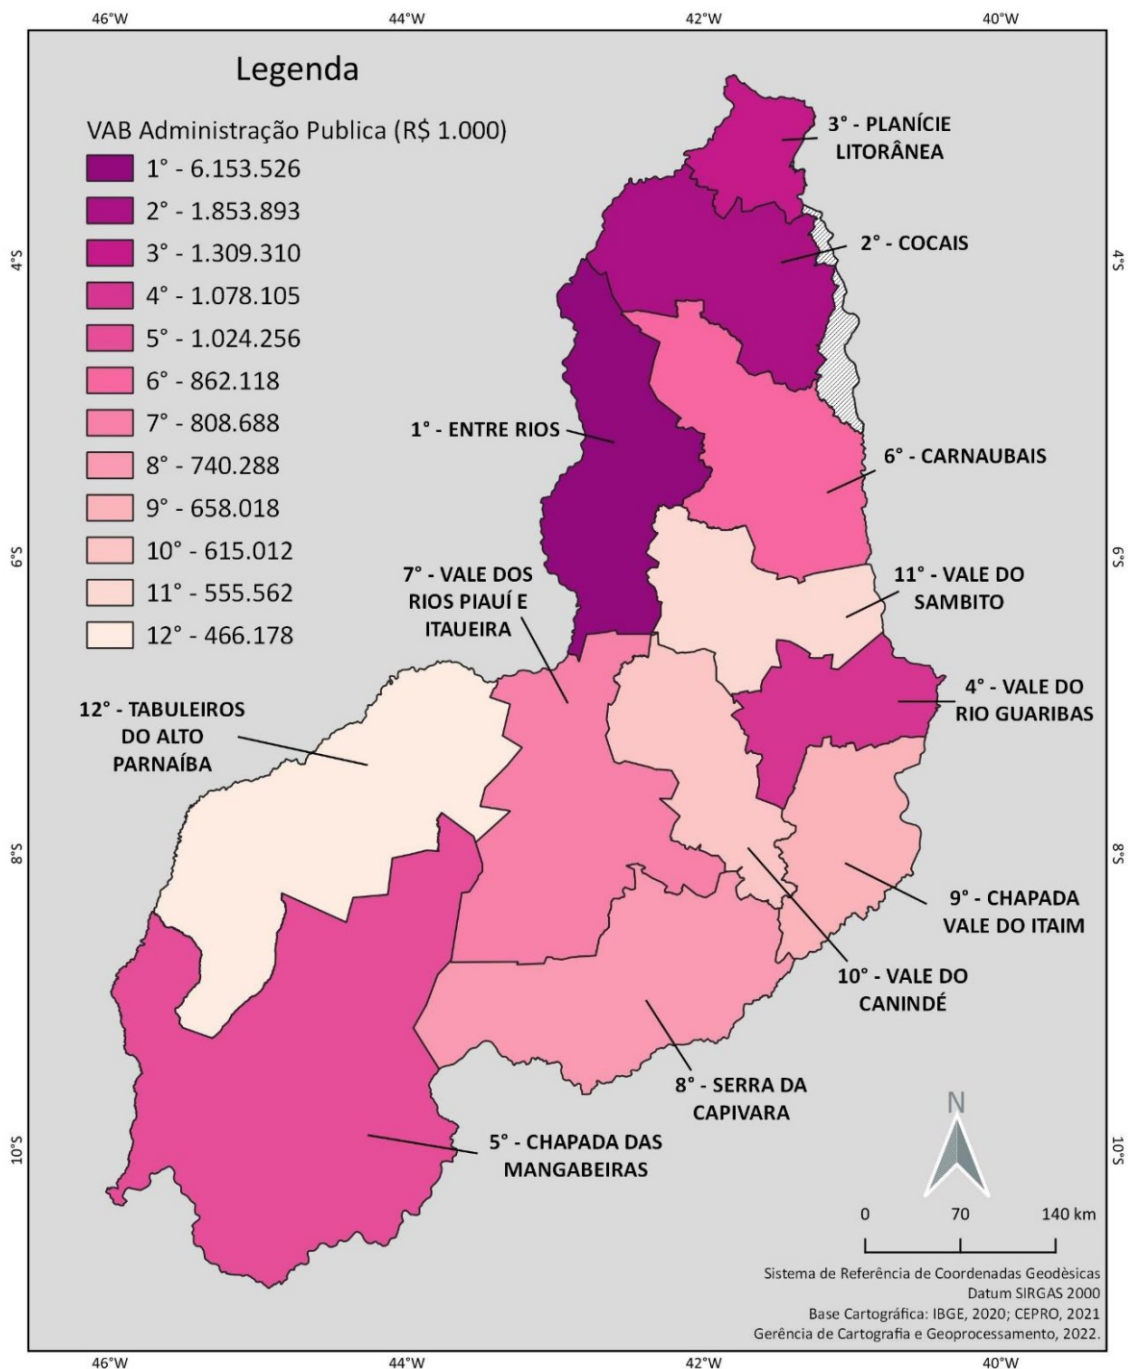 46°W
44°W
42°W
40°W
Legenda
VAB Administração Publica (R$ 1.000)
1° - 6.153.526
2° - 1.853.893
3° - 1.309.310
4° - 1.078.105
5° - 1.024.256
6° - 862.118
7° - 808.688
8° - 740.288
9° - 658.018
10° - 615.012
11° - 555.562
12° - 466.178
3° - PLANÍCIE
LITORÂNEA
2° - COCAIS
4°S
4°S
1° - ENTRE RIOS
6° - CARNAUBAIS
6°S
6°S
7° - VALE DOS
RIOS PIAUÍ E
ITAUEIRA
11° - VALE DO
SAMBITO
4° - VALE DO
RIO GUARIBAS
12° - TABULEIROS
DO ALTO
PARNAÍBA
8°S
8°S
9° - CHAPADA
VALE DO ITAIM
10° - VALE DO
CANINDÉ
8° - SERRA DA
CAPIVARA
5° - CHAPADA DAS
MANGABEIRAS
10°S
10°S
N
0 70 140 km
Sistema de Referência de Coordenadas Geodèsicas
Datum SIRGAS 2000
Base Cartográfica: IBGE, 2020; CEPRO, 2021
Gerência de Cartografia e Geoprocessamento, 2022.
46°W
44°W
42°W
40°W